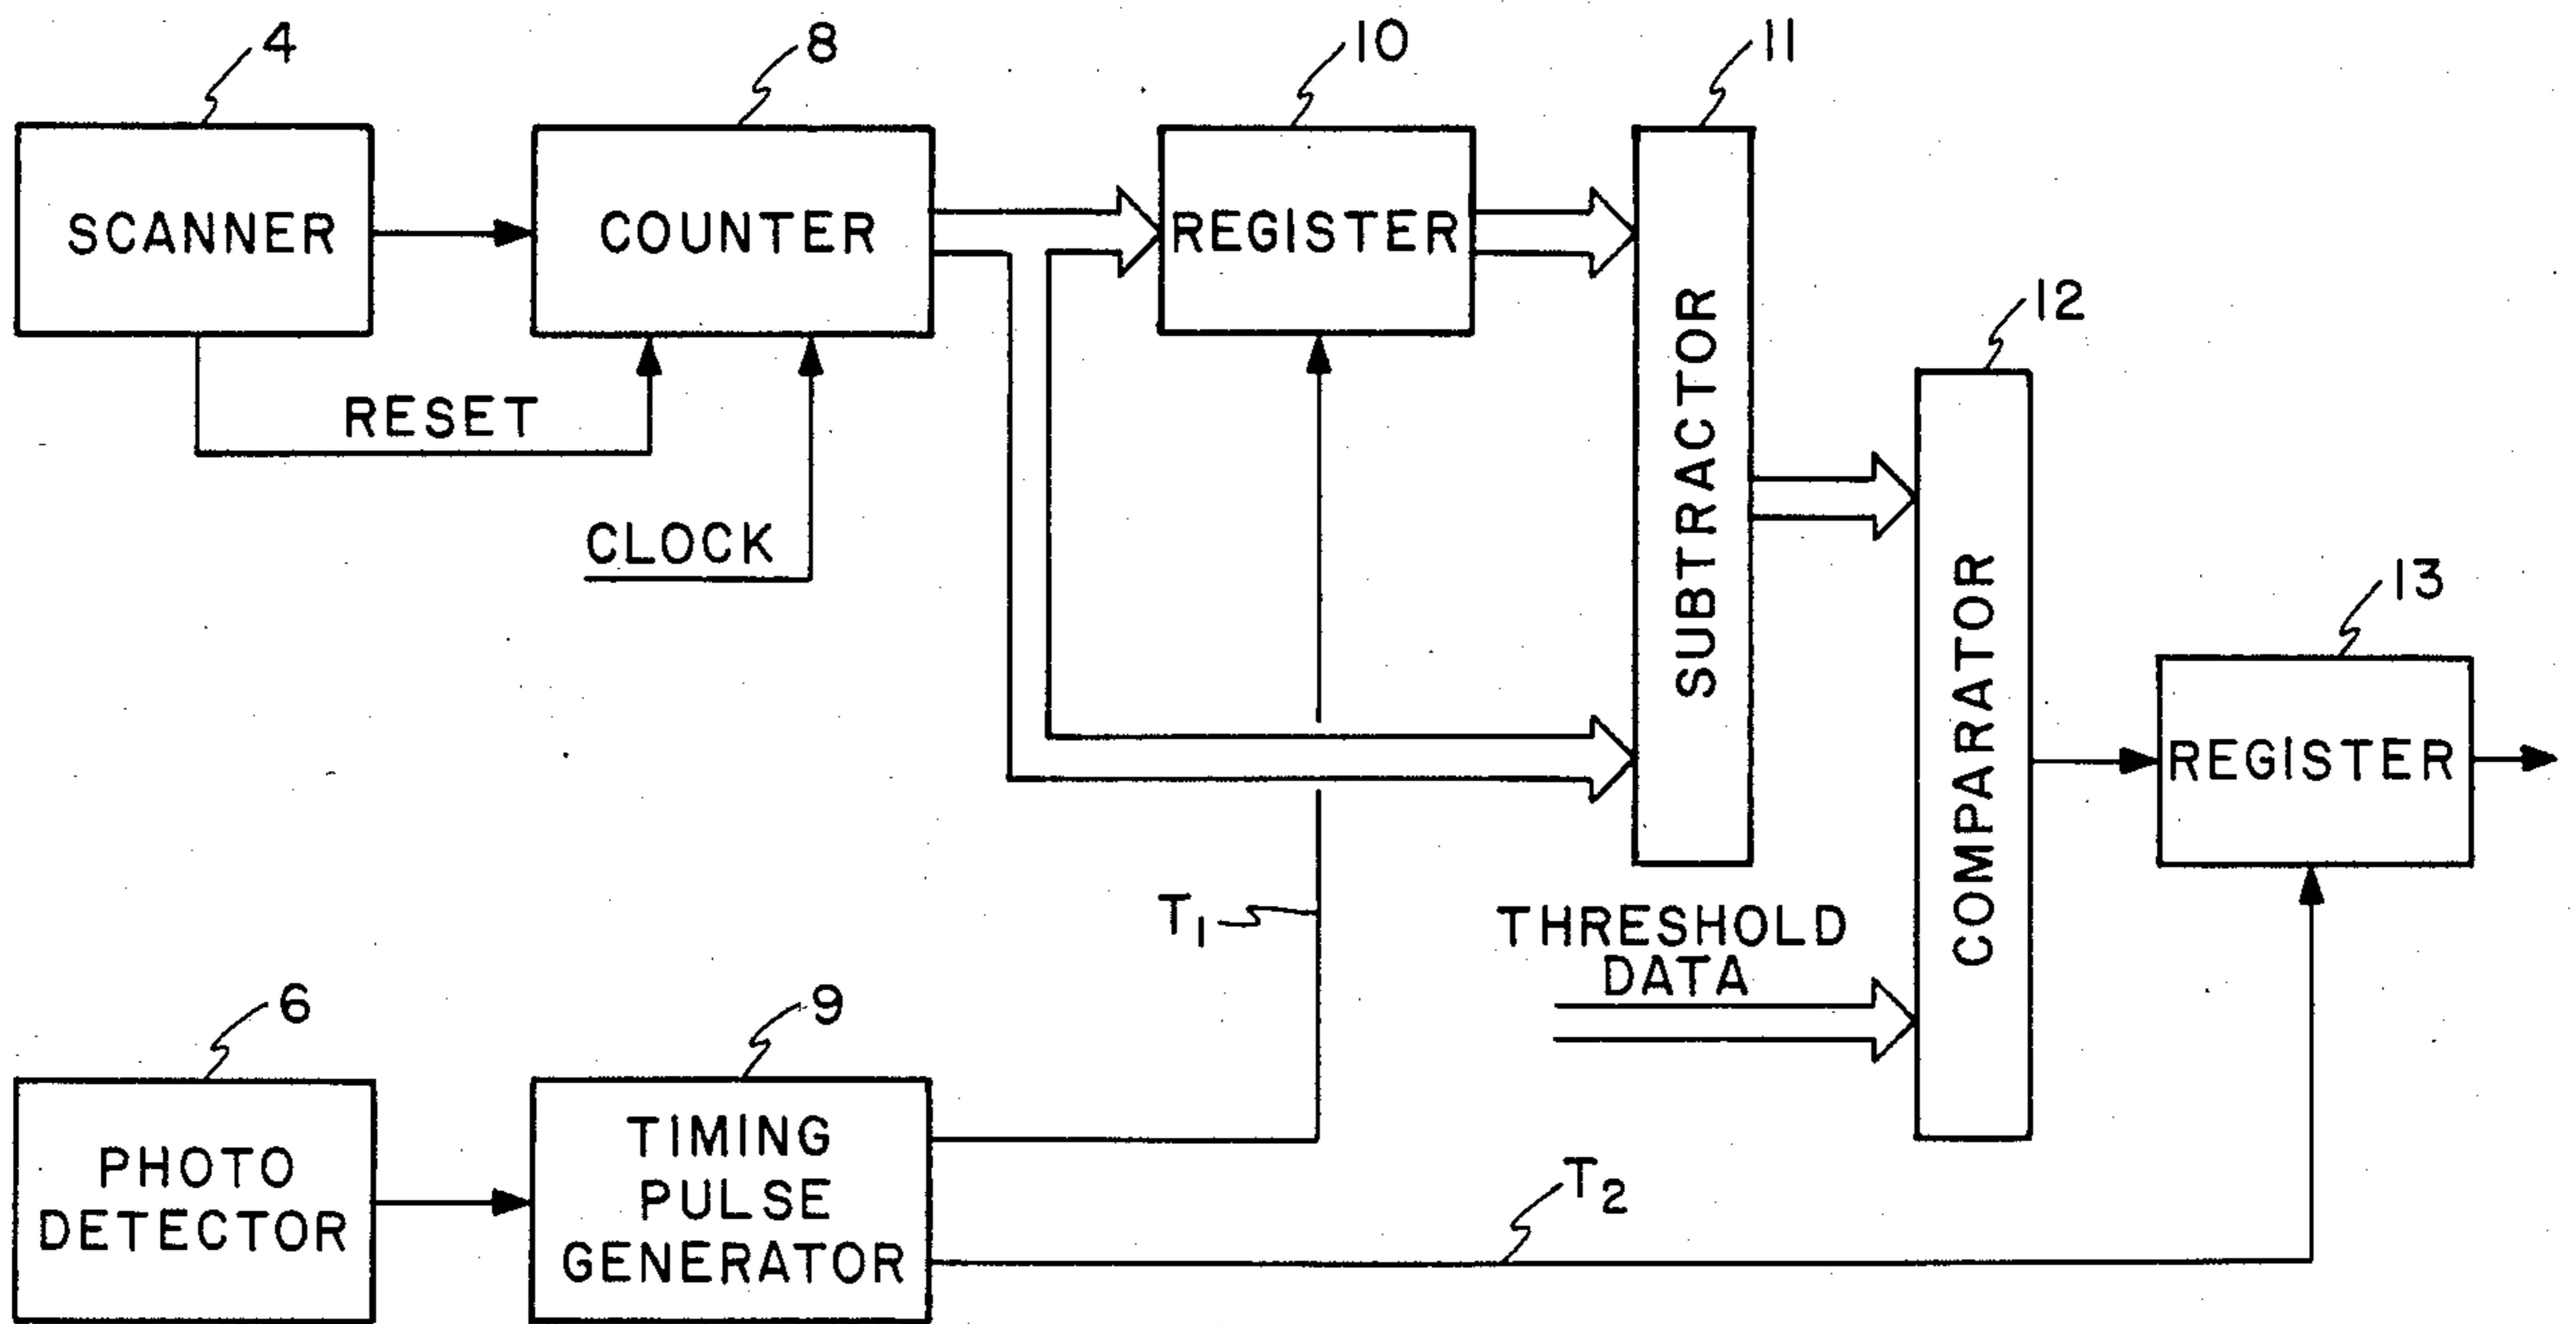 4
8
10
11
SCANNER
COUNTER
REGISTER
SUBTRACTOR
12
RESET
CLOCK
COMPARATOR
13
REGISTER
T1
THRESHOLD
DATA
6
9
PHOTO
DETECTOR
TIMING
PULSE
GENERATOR
T2